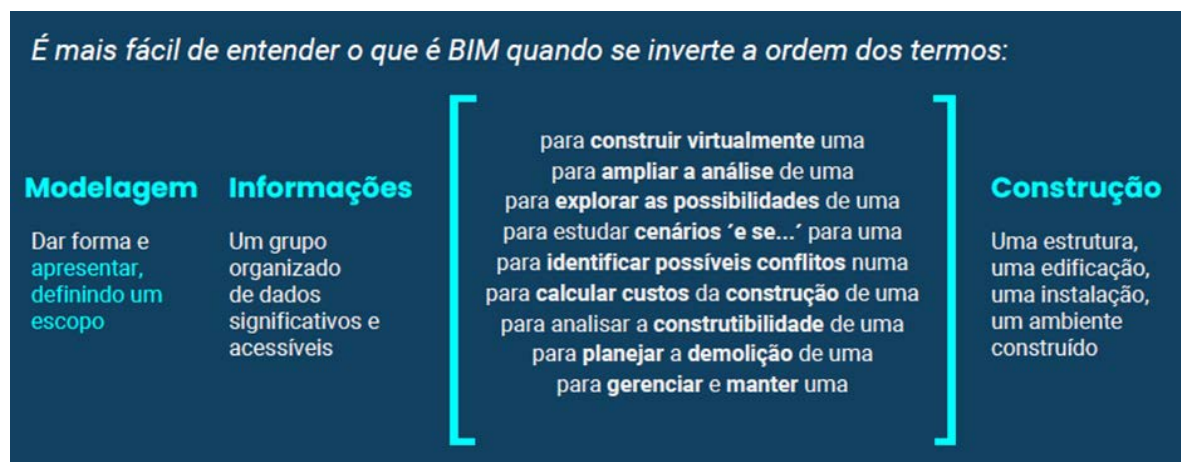 É mais fácil de entender o que é BIM quando se inverte a ordem dos termos:
Modelagem
Dar forma e
apresentar,
definindo um
escopo
Informações
Um grupo
organizado
de dados
significativos e
acessíveis
para construir virtualmente uma
para ampliar a análise de uma
para explorar as possibilidades de uma
para estudar cenários ‘e se...’ para uma
para identificar possíveis conflitos numa
para calcular custos da construção de uma
para analisar a construtibilidade de uma
para planejar a demolição de uma
para gerenciar e manter uma
Construção
Uma estrutura,
uma edificação,
uma instalação,
um ambiente
construído